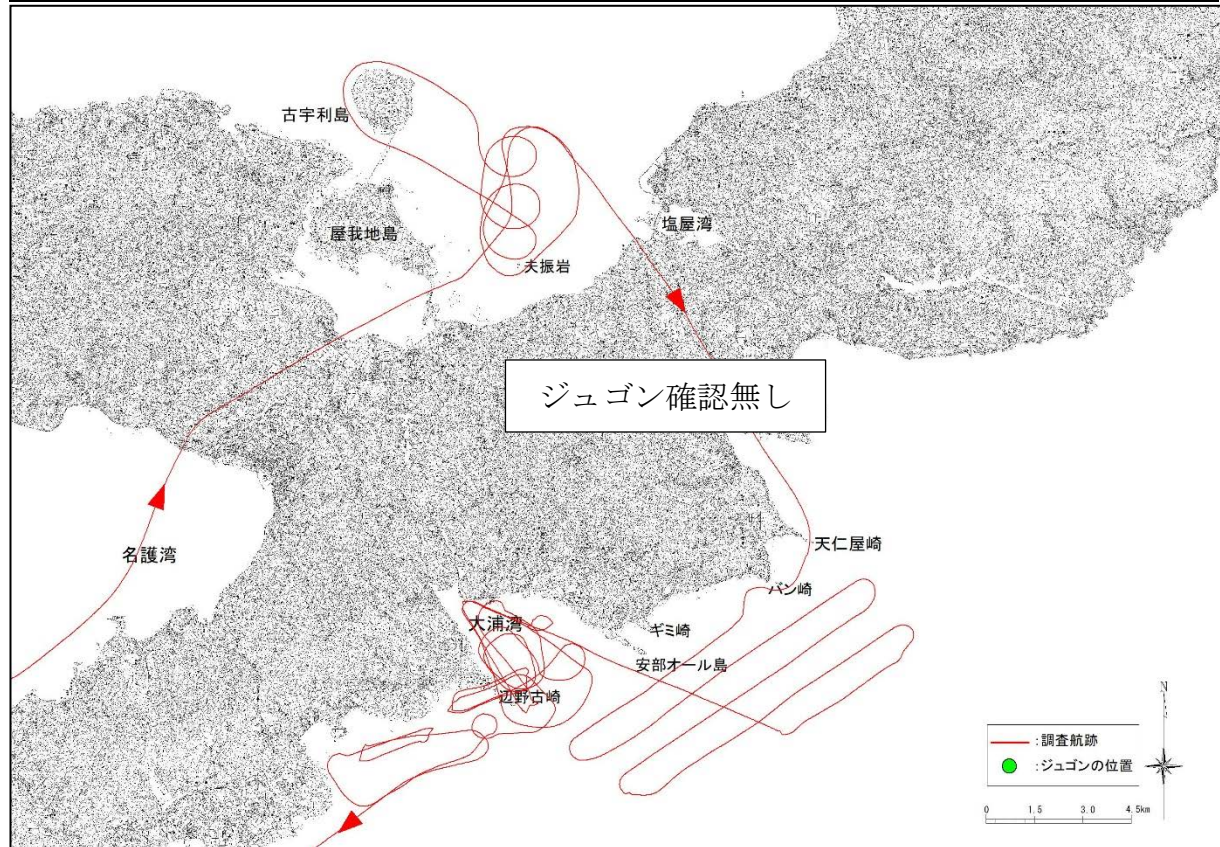 古宇利島
屋我地島
塩屋湾
夫振岩
ジュゴン確認無し
名護湾
天仁屋崎
バン崎
大浦湾
ギミ崎
安部オール島
辺野古崎
N
:調査航跡
:ジュゴンの位置
0 1.5 3.0 4.5km